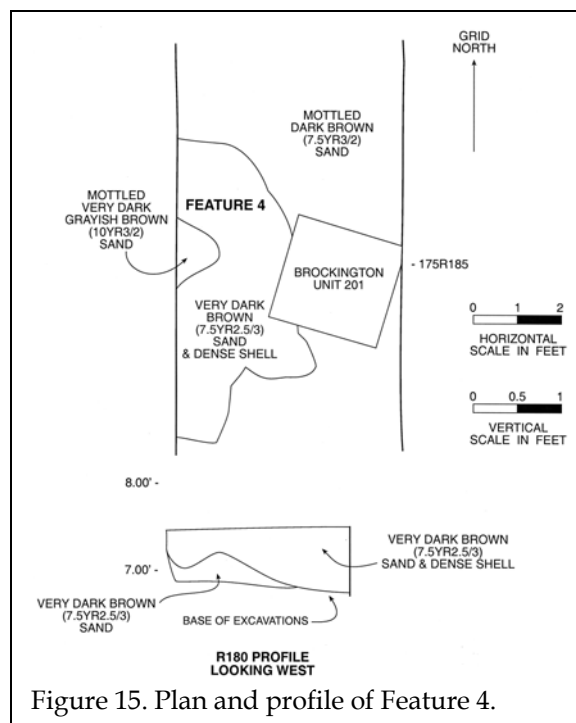 GRID
NORTH
MOTTLED
DARK BROWN
(7.5YR3/2)
SAND
MOTTLED
VERY DARK
GRAYISH BROWN
(10YR3/2)
SAND
FEATURE 4
BROCKINGTON
UNIT 201
- 175R185
VERY DARK
BROWN
(7.5YR2.5/3)
SAND
& DENSE SHELL
0 1 2
HORIZONTAL
SCALE IN FEET
0 0.5 1
VERTICAL
SCALE IN FEET
8.00' -
7.00' -
VERY DARK BROWN
(7.5YR2.5/3)
SAND & DENSE SHELL
VERY DARK BROWN
(7.5YR2.5/3)
SAND
BASE OF EXCAVATIONS
R180 PROFILE
LOOKING WEST
Figure 15. Plan and profile of Feature 4.